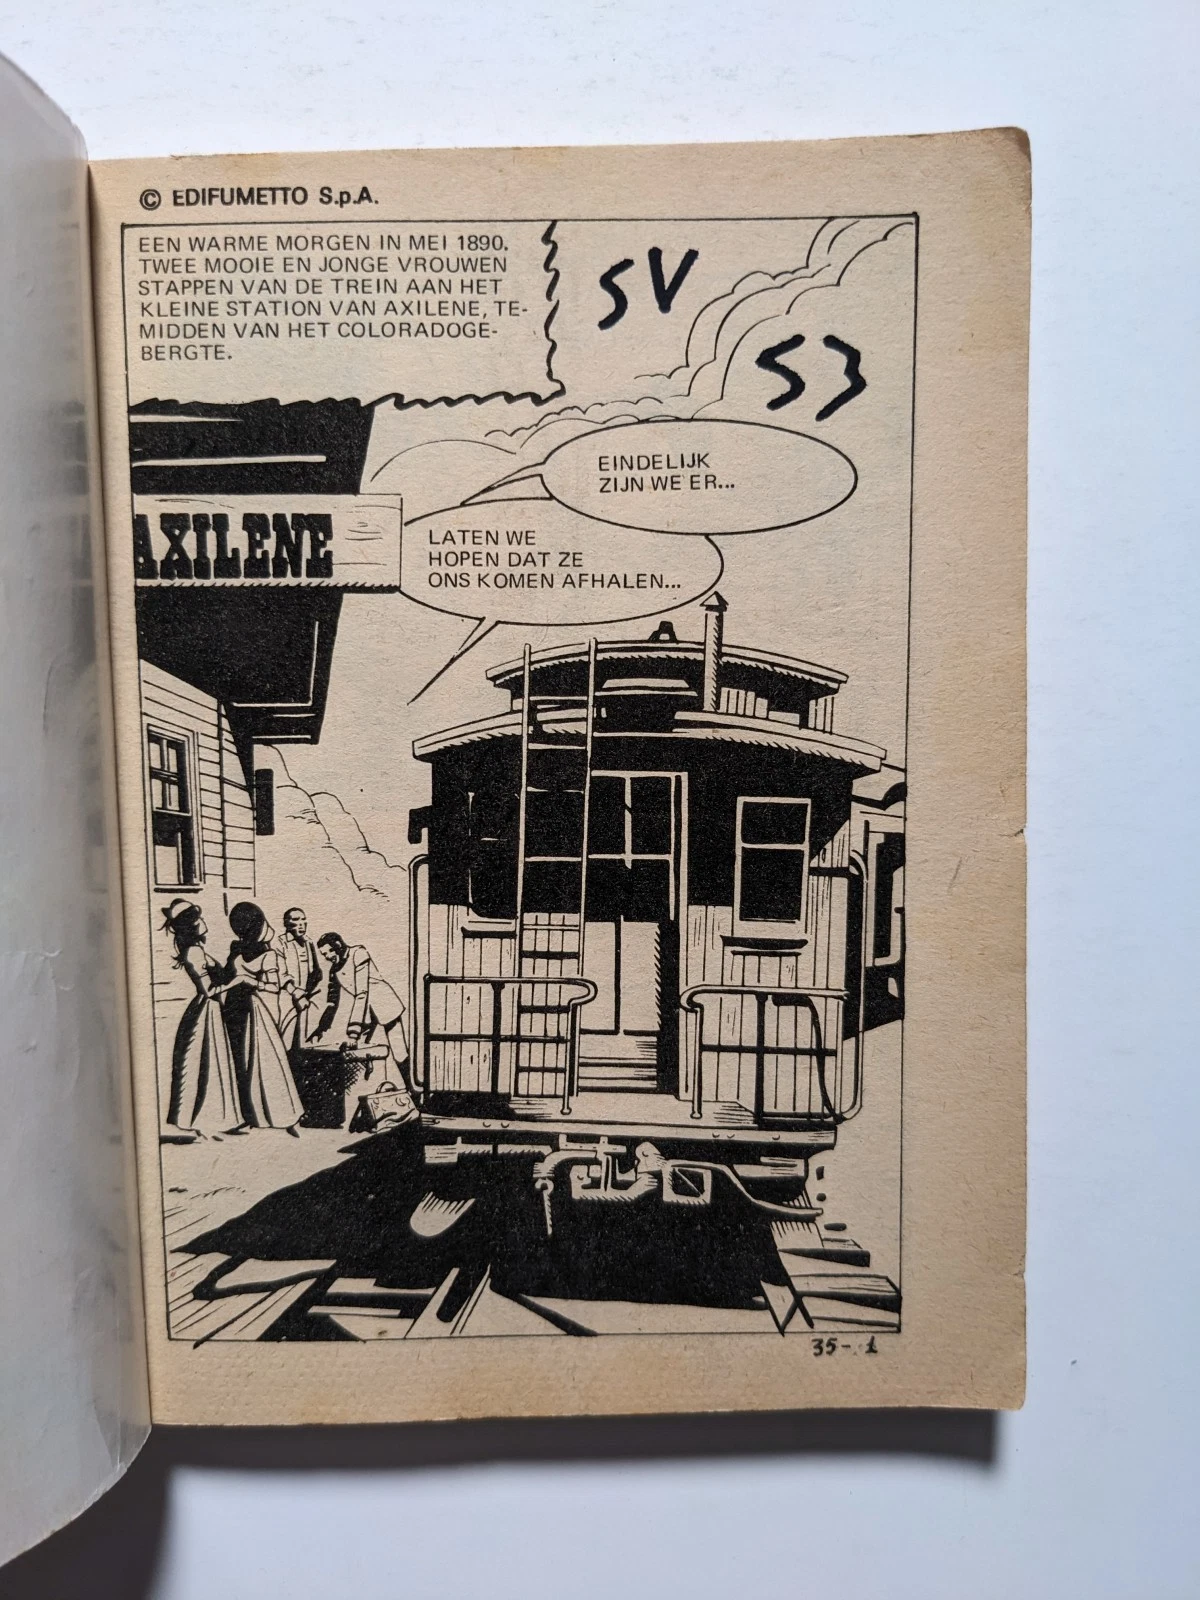 © EDIFUMETTO S.p.A.
EEN WARME MORGEN IN MEI 1890.
TWEE MOOIE EN JONGE VROUWEN
STAPPEN VAN DE TREIN AAN HET
KLEINE STATION VAN AXILENE, TE-
MIDDEN VAN HET COLORADOGE-
BERGTE.
SV
53
EINDELIJK
ZIJN WE ER...
LATEN WE
HOPEN DAT ZE
ONS KOMEN AFHALEN...
AXILENE
35-1